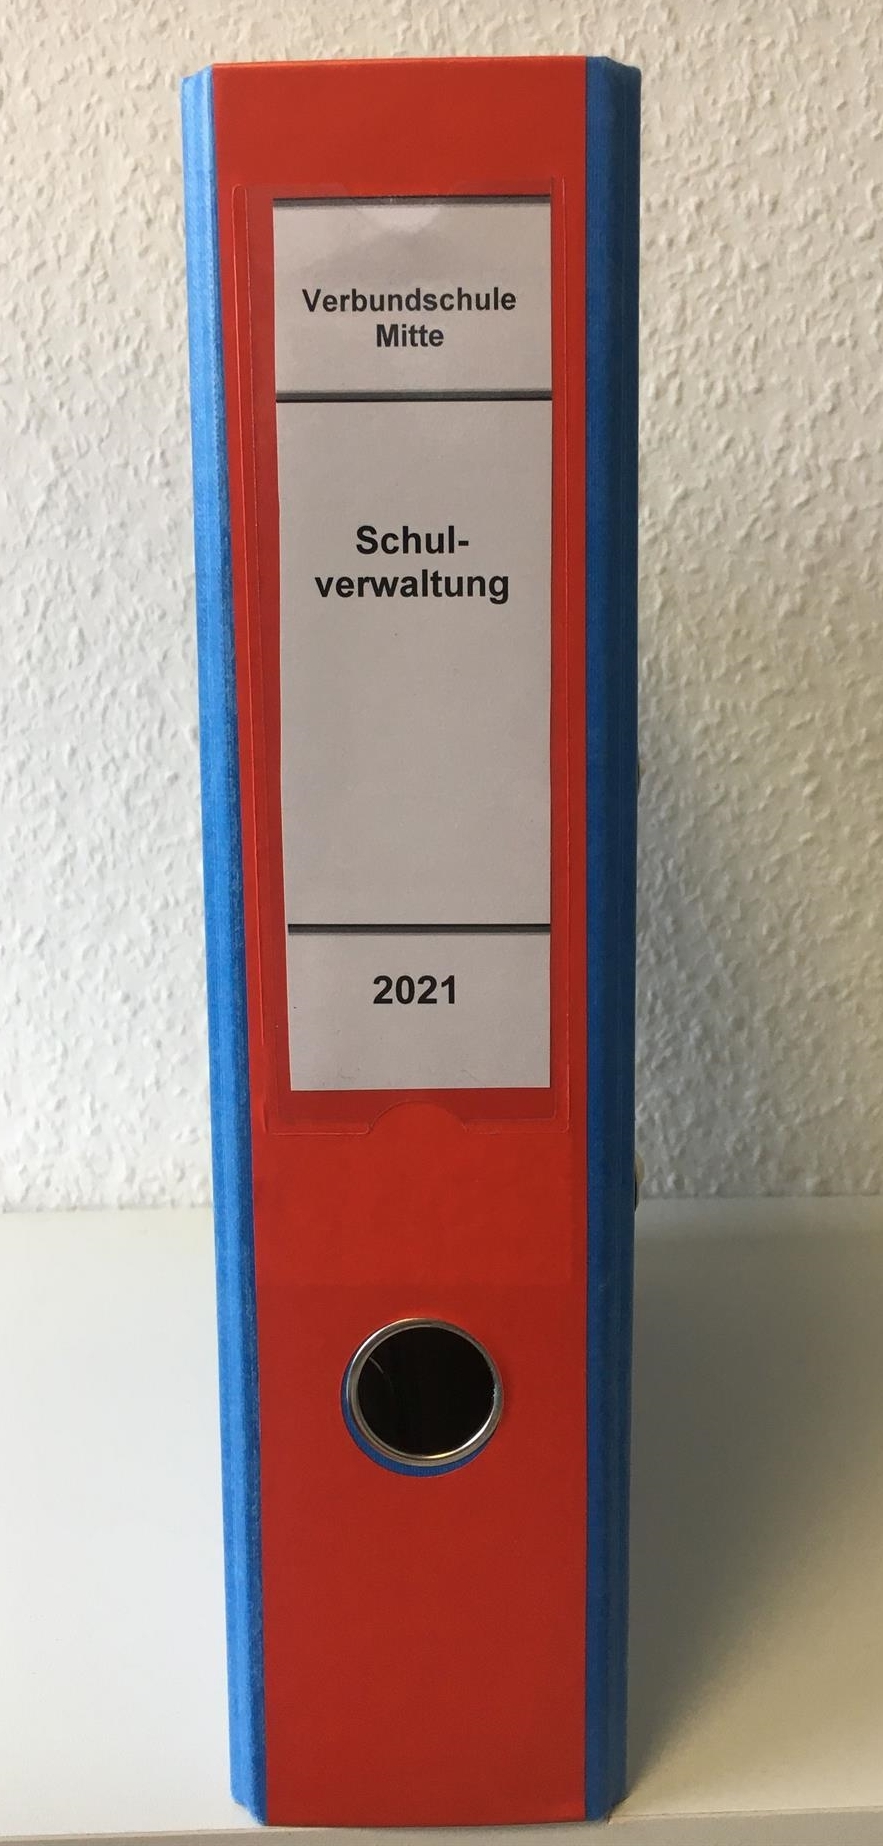 Verbundschule
Mitte
Schul-
verwaltung
2021